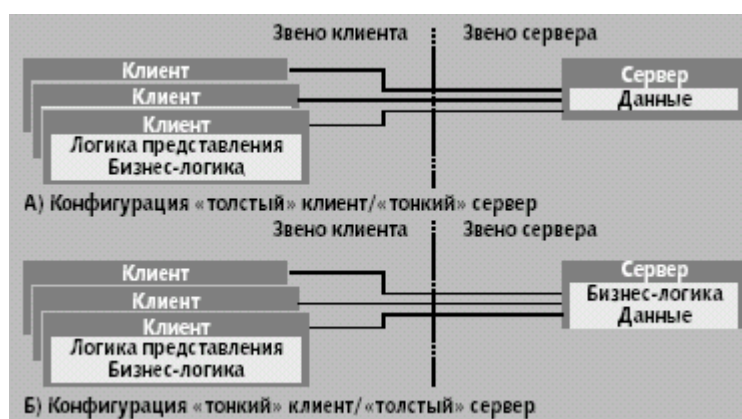 Звено клиента Звено сервера
Клиент
Клиент
Клиент
Логика представления
Бизнес-логика
Сервер
Данные
А) Конфигурация «толстый» клиент/«тонкий» сервер
Звено клиента Звено сервера
Клиент
Клиент
Клиент
Логика представления
Бизнес-логика
Сервер
Бизнес-логика
Данные
Б) Конфигурация «тонкий» клиент/«толстый» сервер